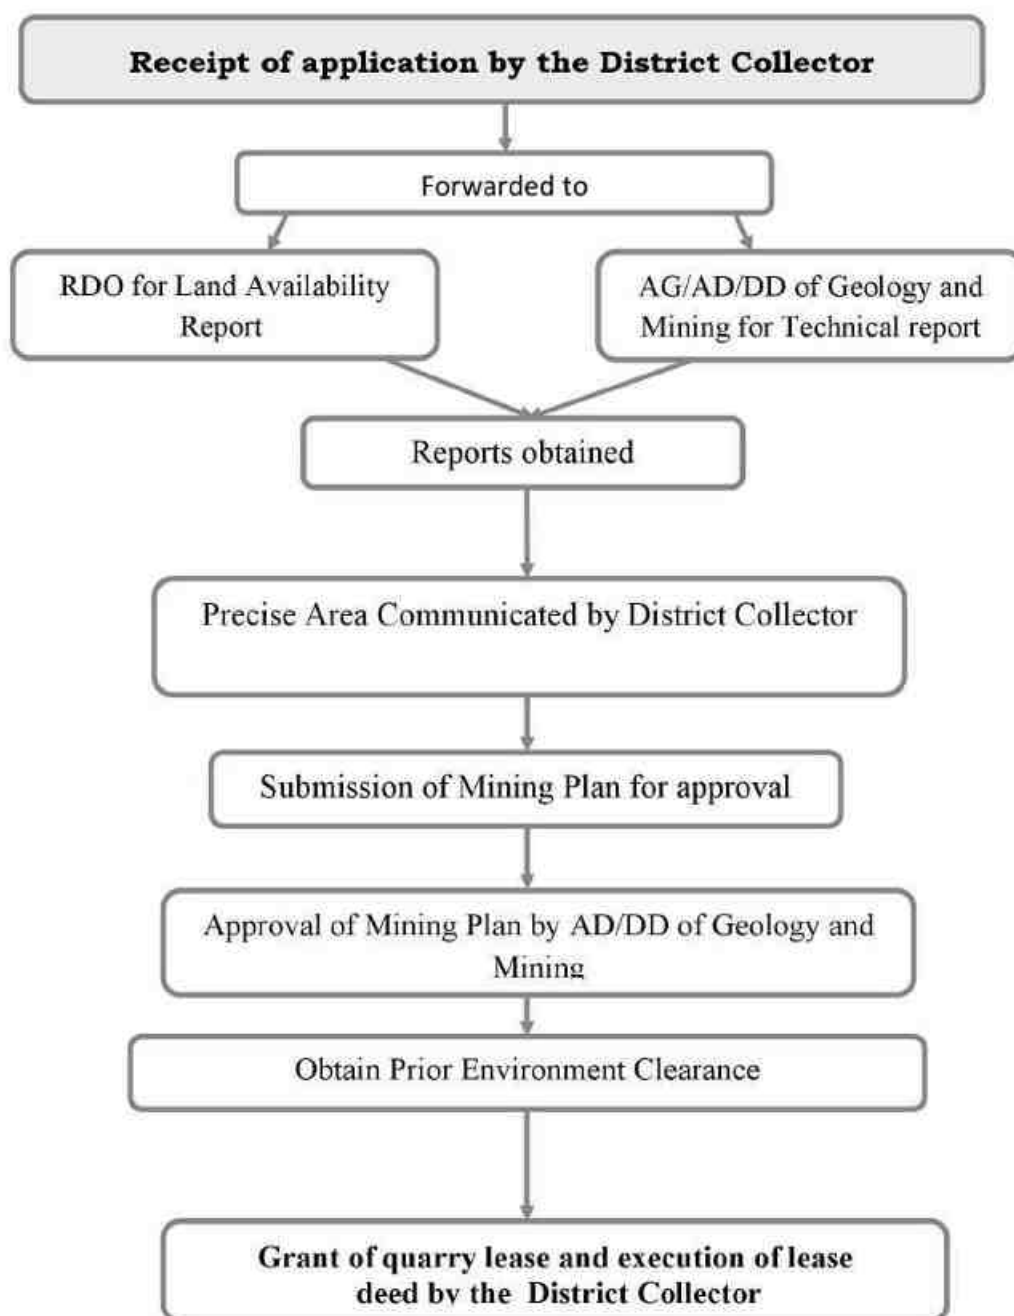 Receipt of application by the District Collector
Forwarded to
RDO for Land Availability
Report
AG/AD/DD of Geology and
Mining for Technical report
Reports obtained
Precise Area Communicated by District Collector
Submission of Mining Plan for approval
Approval of Mining Plan by AD/DD of Geology and
Mining
Obtain Prior Environment Clearance
Grant of quarry lease and execution of lease
deed by the District Collector